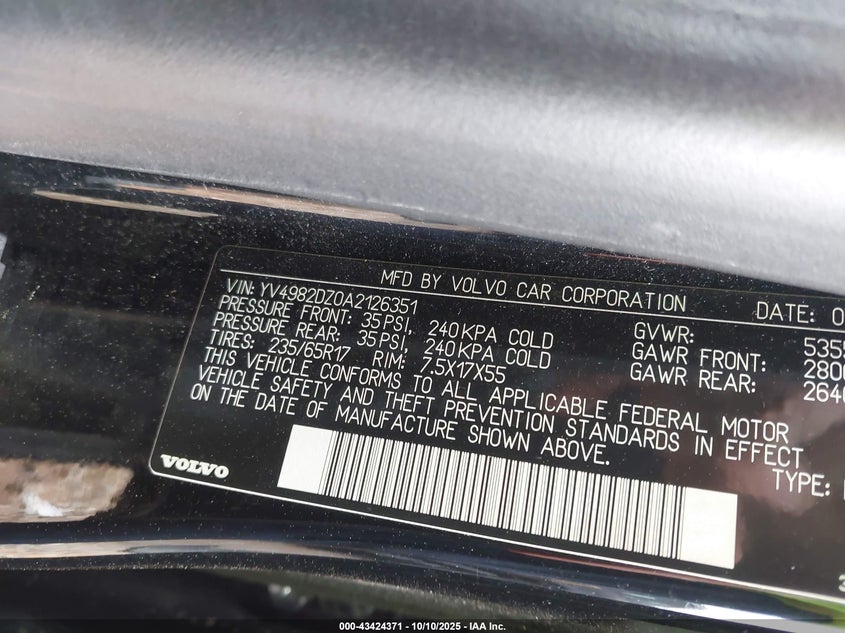 MFD BY VOLVO CAR CORPORATION DATE: 0
VIN: YV4982DZ0A2126351
PRESSURE FRONT: 35PSI, 240KPA COLD
PRESSURE REAR: 35PSI, 240KPA COLD
TIRES: 235/65R17 RIM: 7.5X17X55
GVWR: 535
GAWR FRONT: 280
GAWR REAR: 264
THIS VEHICLE CONFORMS TO ALL APPLICABLE FEDERAL MOTOR
VEHICLE SAFETY AND THEFT PREVENTION STANDARDS IN EFFECT
ON THE DATE OF MANUFACTURE SHOWN ABOVE.
TYPE:
VOLVO
000-43424371 - 10/10/2025 - IAA Inc.